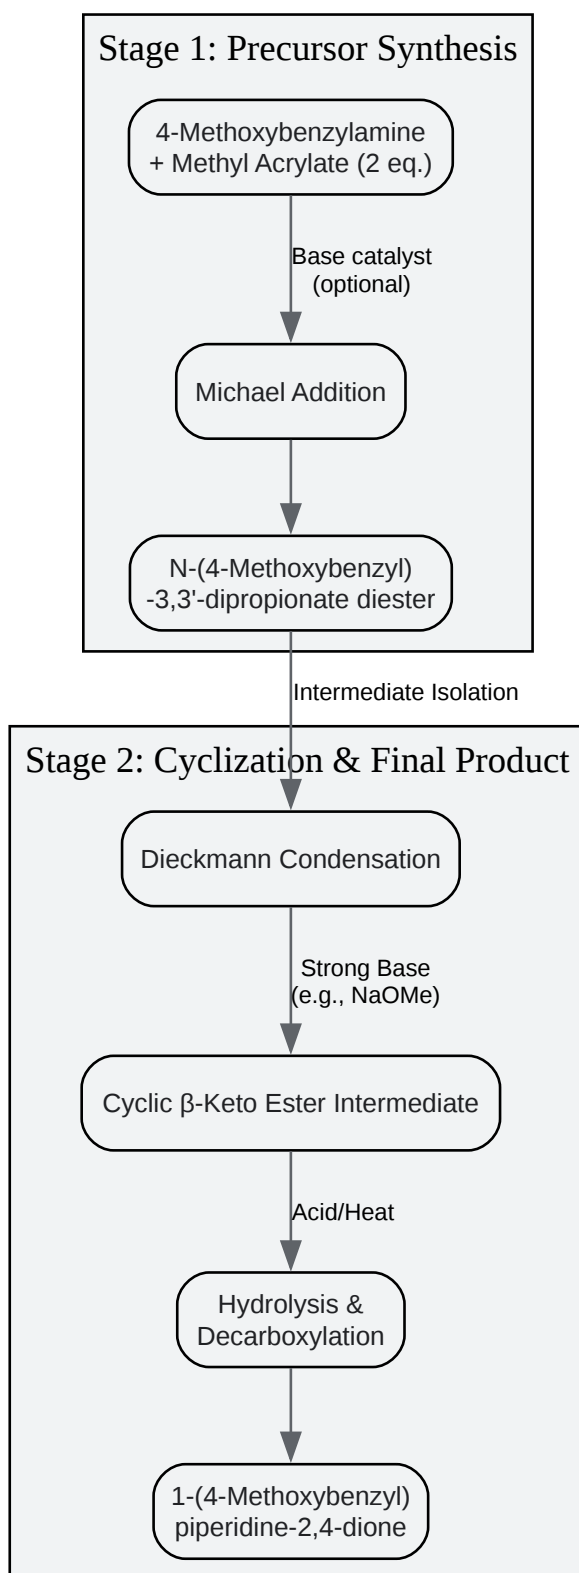 Stage 1: Precursor Synthesis
4-Methoxybenzylamine
+ Methyl Acrylate (2 eq.)
Base catalyst
(optional)
Michael Addition
N-(4-Methoxybenzyl)
-3,3'-dipropionate diester
Intermediate Isolation
Stage 2: Cyclization & Final Product
Dieckmann Condensation
Strong Base
(e.g., NaOMe)
Cyclic β-Keto Ester Intermediate
Acid/Heat
Hydrolysis &
Decarboxylation
1-(4-Methoxybenzyl)
piperidine-2,4-dione